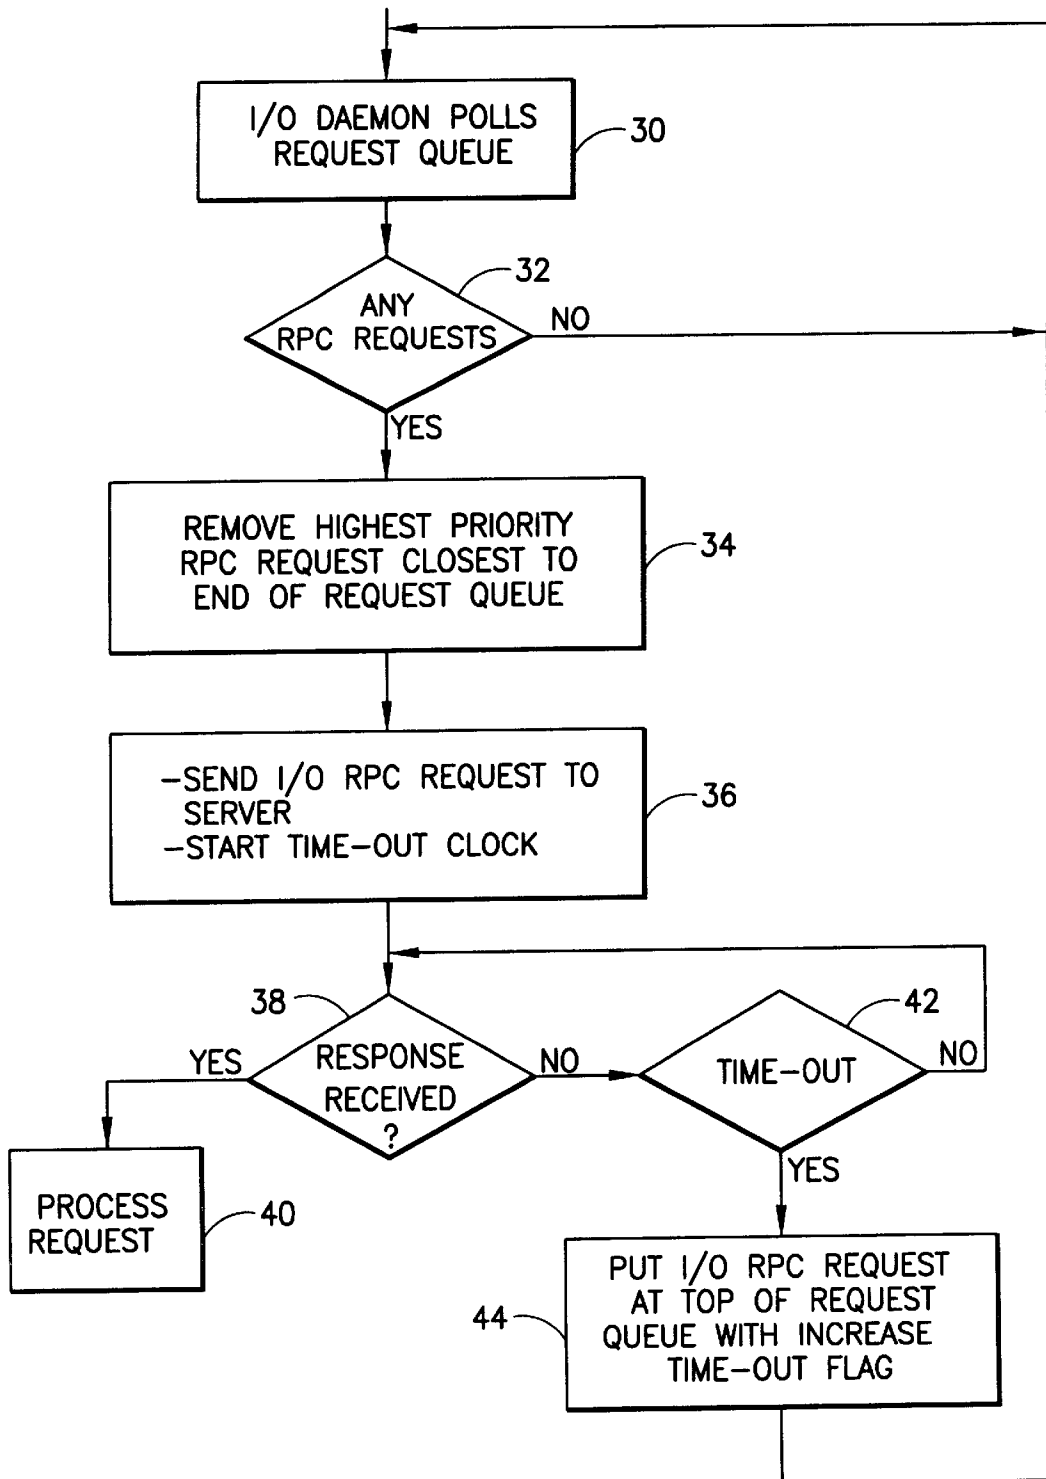 I/O DAEMON POLLS
REQUEST QUEUE
30
32
ANY
RPC REQUESTS
NO
YES
REMOVE HIGHEST PRIORITY
RPC REQUEST CLOSEST TO
END OF REQUEST QUEUE
34
-SEND I/O RPC REQUEST TO
SERVER
-START TIME-OUT CLOCK
36
38
YES
RESPONSE
RECEIVED
?
NO
42
TIME-OUT
NO
YES
PROCESS
REQUEST
40
44
PUT I/O RPC REQUEST
AT TOP OF REQUEST
QUEUE WITH INCREASE
TIME-OUT FLAG